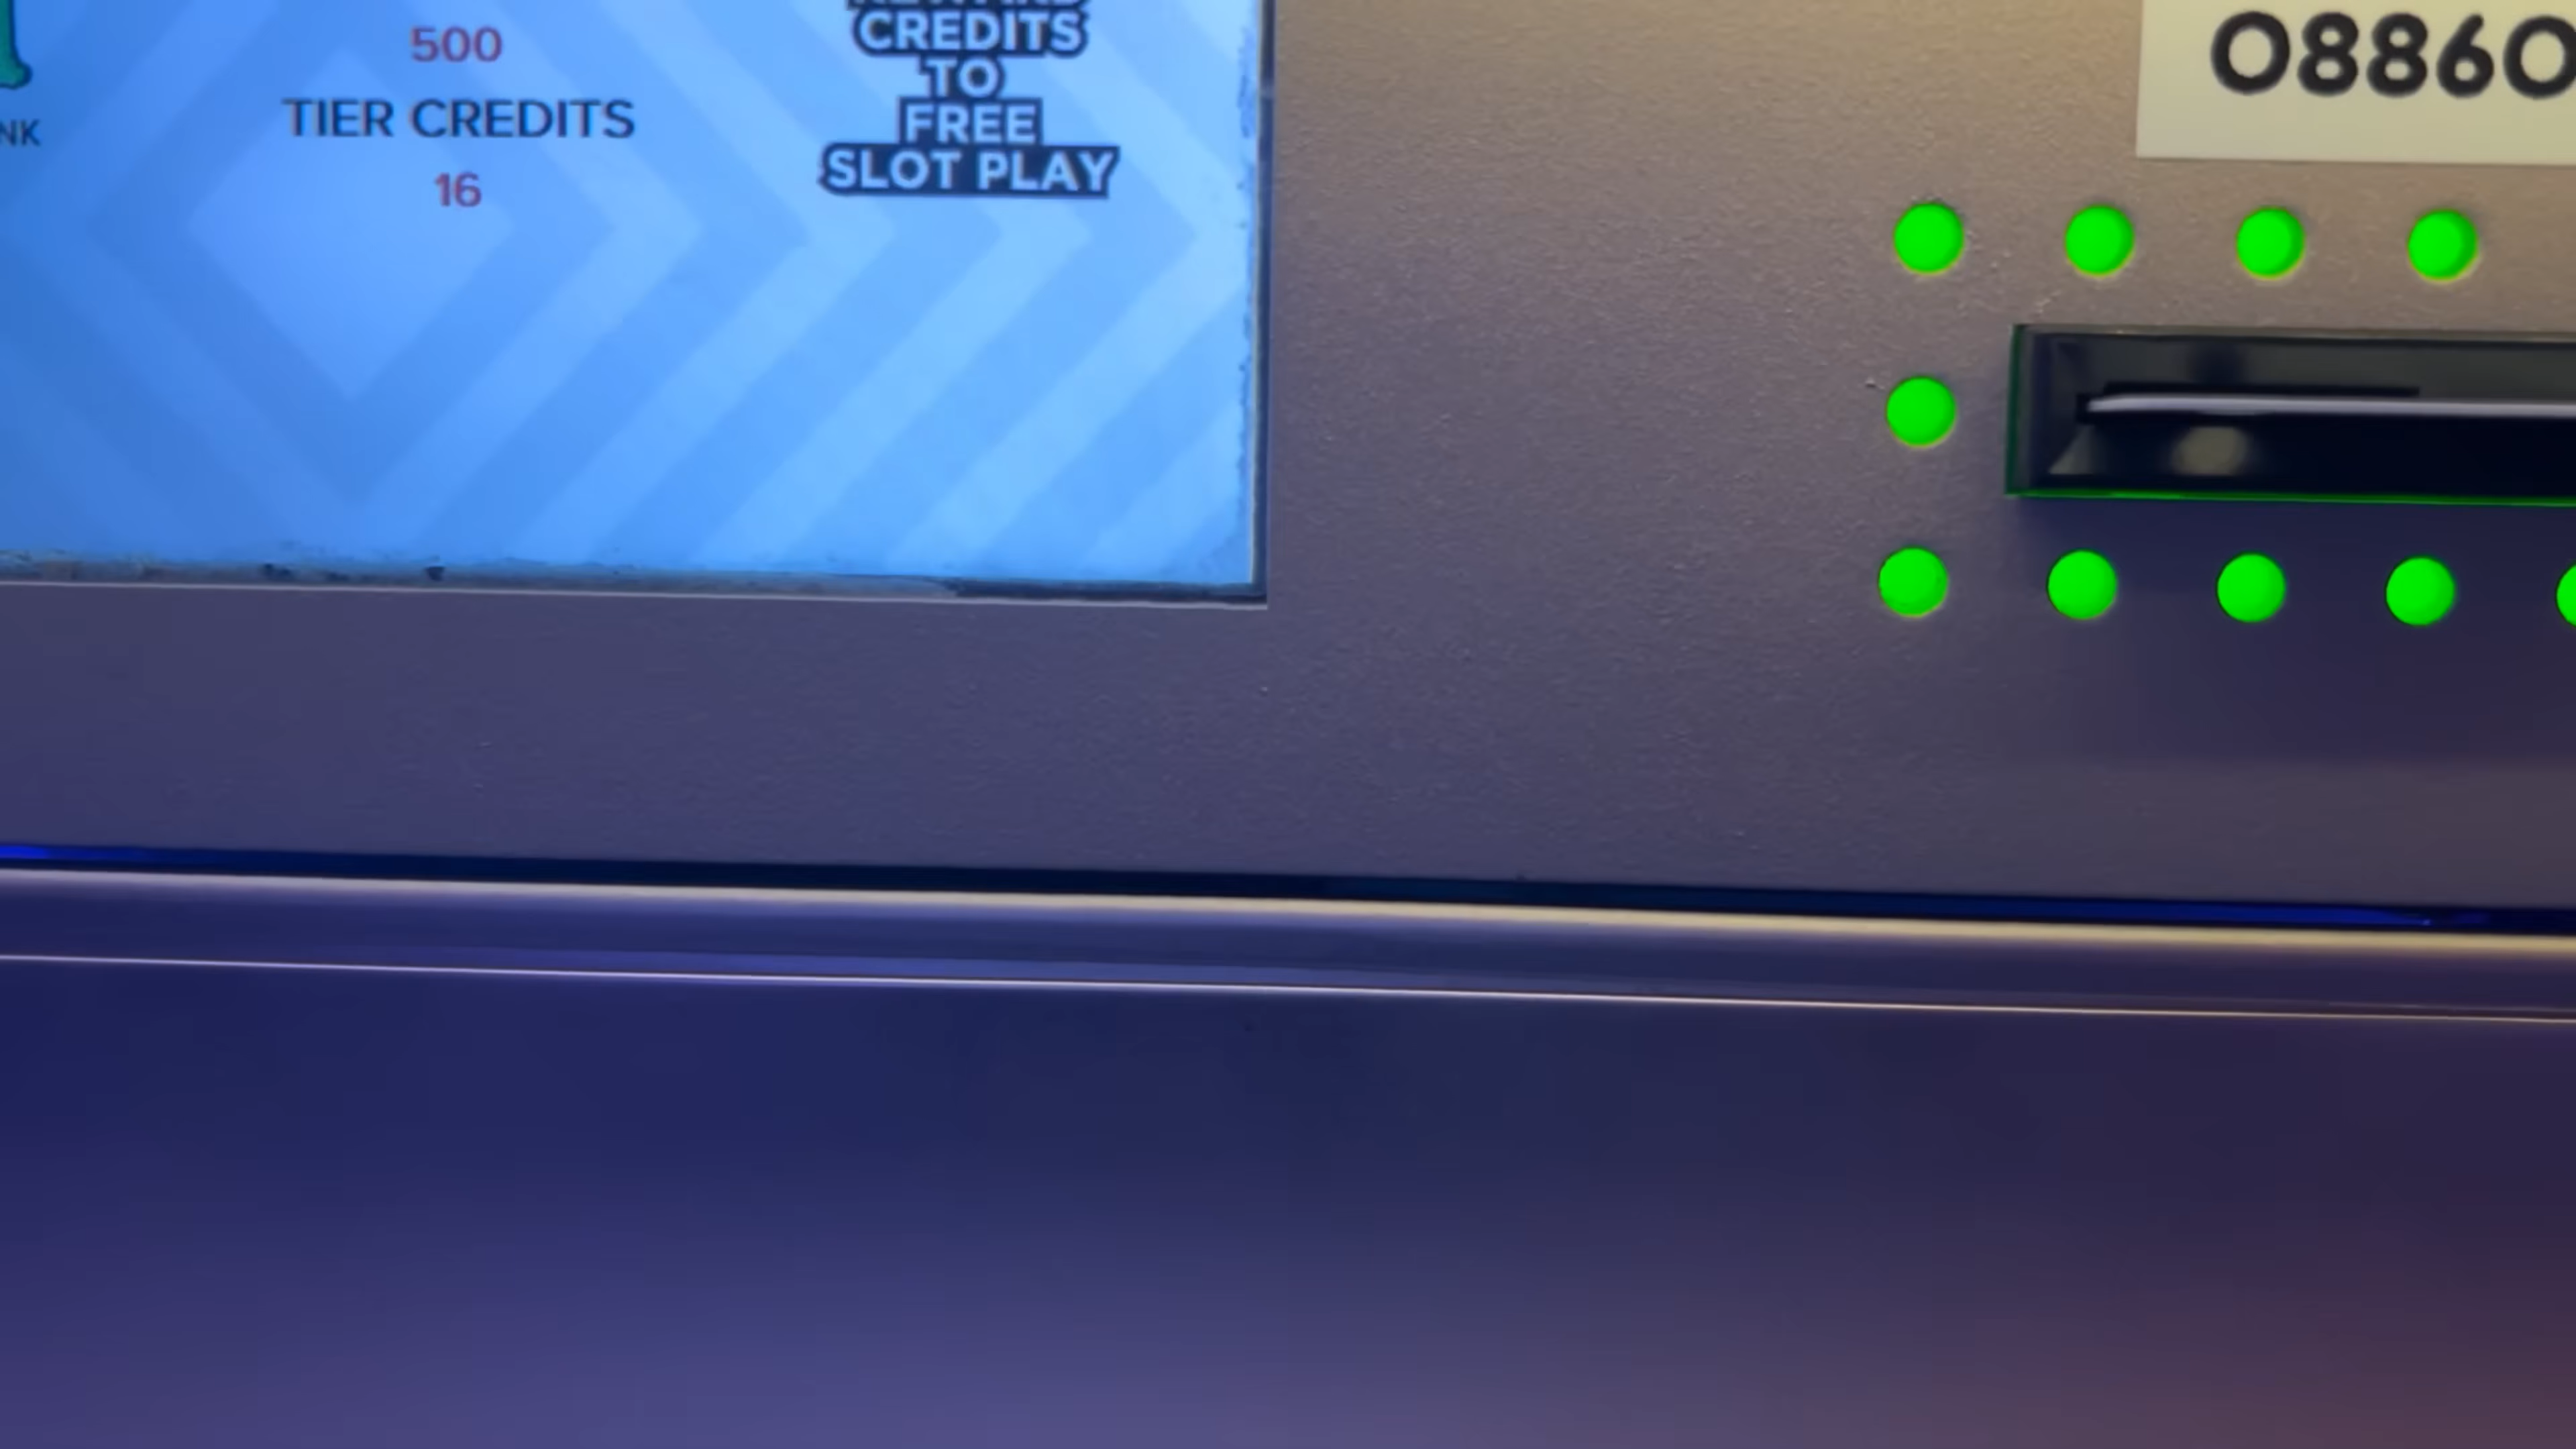 500
TIER CREDITS
16
NK
CREDITS
TO
FREE
SLOT PLAY
08860